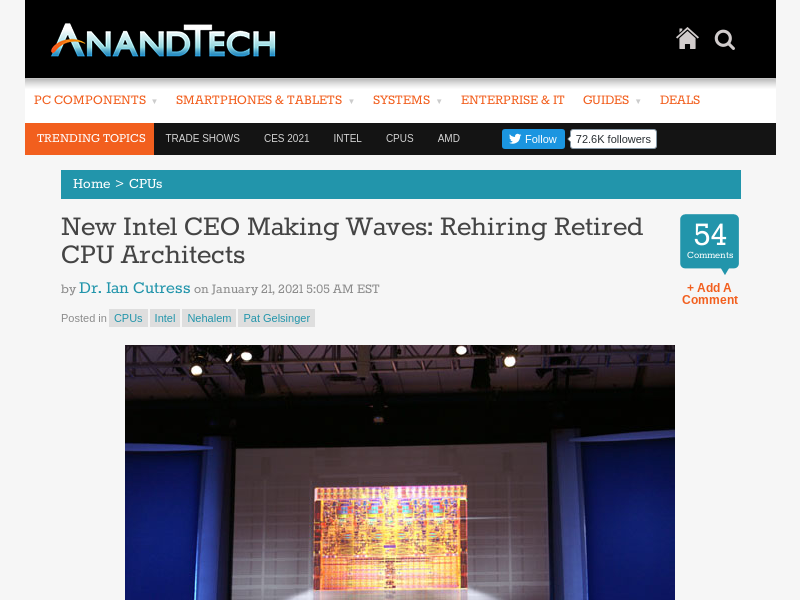 ANANDTECH
PC COMPONENTS SMARTPHONES & TABLETS SYSTEMS ENTERPRISE & IT GUIDES DEALS
TRENDING TOPICS TRADE SHOWS CES 2021 INTEL CPUS AMD Follow 72.6K followers
Home > CPUs
New Intel CEO Making Waves: Rehiring Retired
CPU Architects
54
Comments
by Dr. Ian Cutress on January 21, 2021 5:05 AM EST
+ Add A
Comment
Posted in CPUs Intel Nehalem Pat Gelsinger